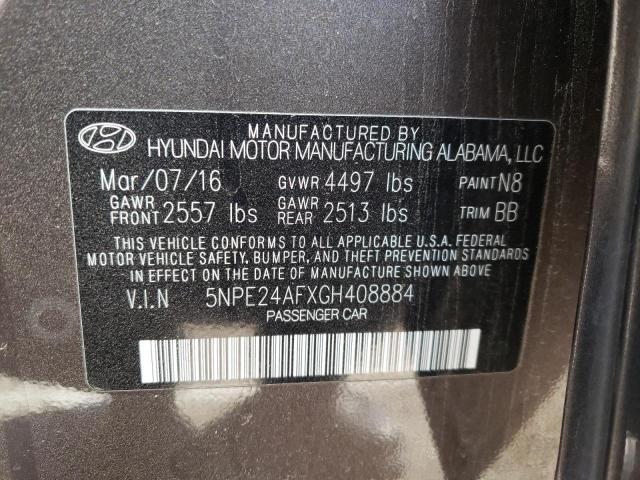 MANUFACTURED BY
HYUNDAI MOTOR MANUFACTURING ALABAMA, LLC
Mar/07/16 GVWR 4497 lbs PAINT N8
GAWR FRONT 2557 lbs GAWR REAR 2513 lbs TRIM BB
THIS VEHICLE CONFORMS TO ALL APPLICABLE U.S.A. FEDERAL
MOTOR VEHICLE SAFETY, BUMPER, AND THEFT PREVENTION STANDARDS
IN EFFECT ON THE DATE OF MANUFACTURE SHOWN ABOVE
V.I.N 5NPE24AFXGH408884
PASSENGER CAR